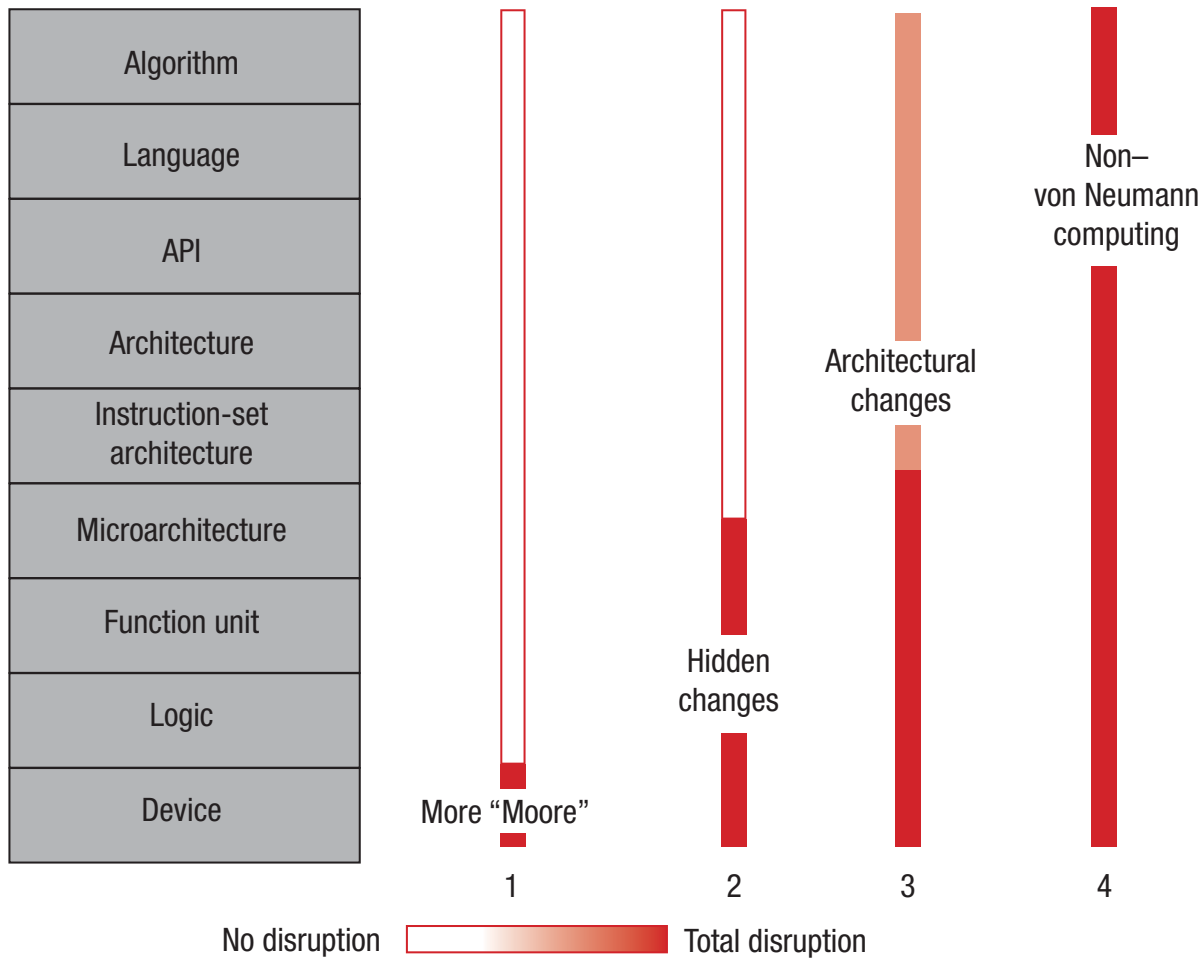 Algorithm
Language
API
Architecture
Instruction-set
architecture
Microarchitecture
Function unit
Logic
Device
More “Moore”
Hidden
changes
Architectural
changes
Non–
von Neumann
computing
1
2
3
4
No disruption
Total disruption